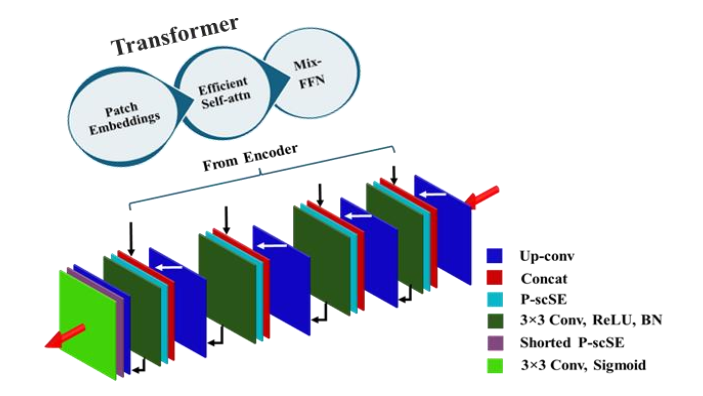 Transformer
Patch
Embeddings
Efficient
Self-attn
Mix-
FFN
From Encoder
Up-conv
Concat
P-scSE
3×3 Conv, ReLU, BN
Shorted P-scSE
3×3 Conv, Sigmoid